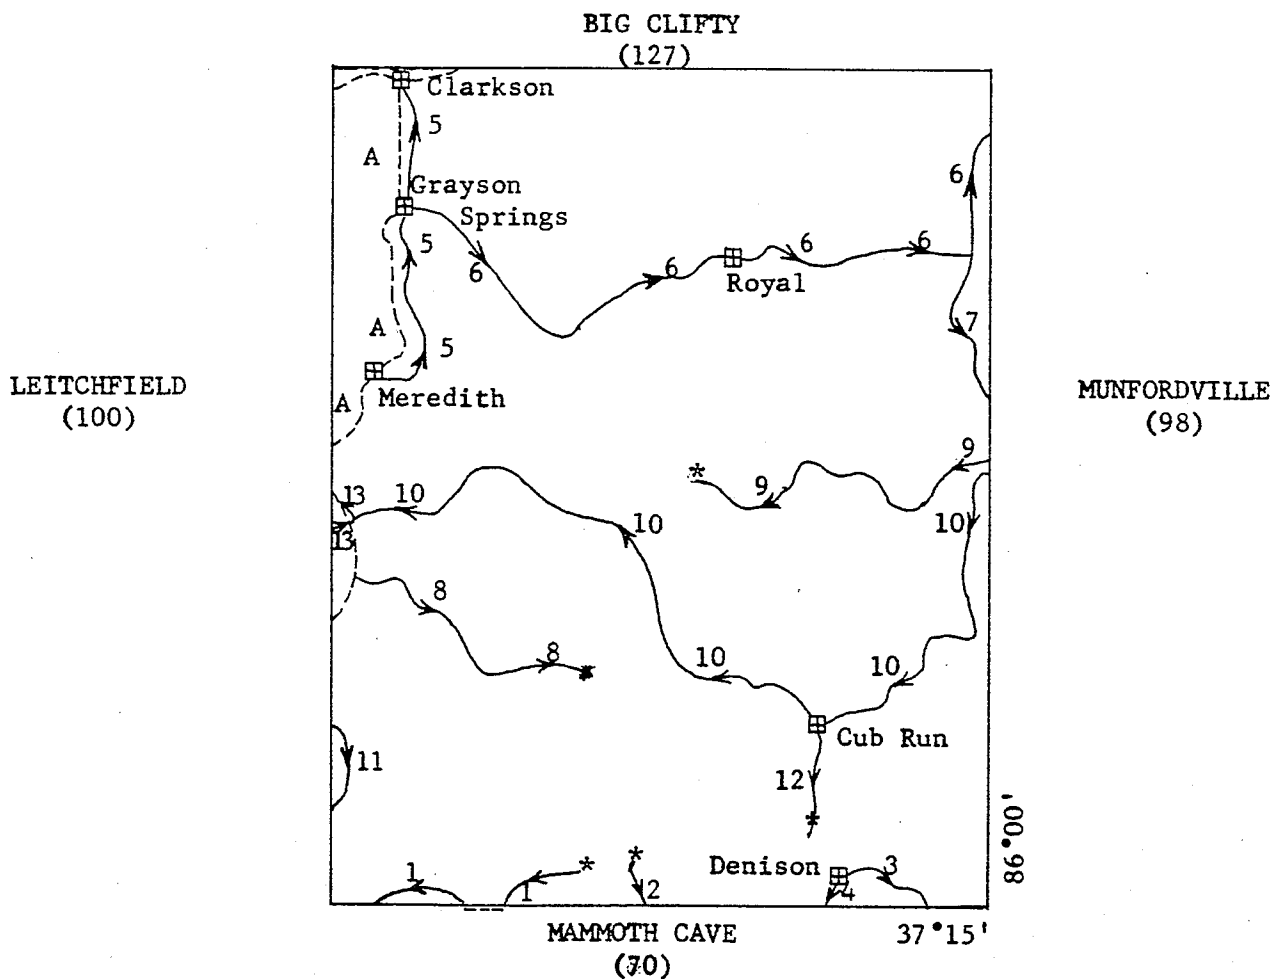 BIG CLIFTY
(127)
Clarkson
5
A
Grayson
Springs
6
5
6
6
6
6
Royal
7
A
5
LEITCHFIELD
(100)
A
Meredith
MUNFORDVILLE
(98)
*
9
9
13
10
10
10
13
8
8
*
10
10
Cub Run
11
12
*
86°00'
*
*
Denison
3
1
1
2
4
MAMMOTH CAVE
37°15'
(70)